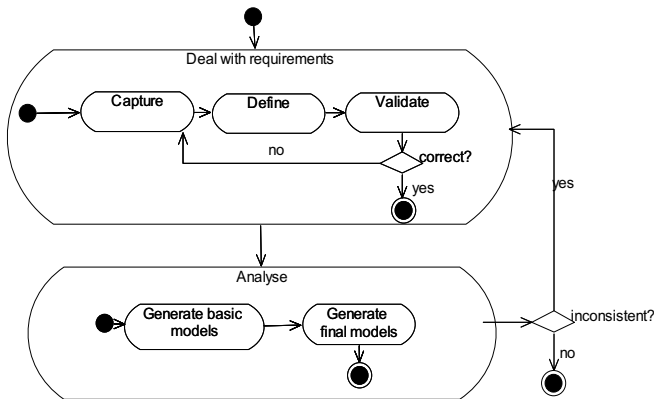 Deal with requirements
Capture
Define
Validate
no
correct?
yes
yes
Analyse
Generate basic
models
Generate
final models
inconsistent?
no